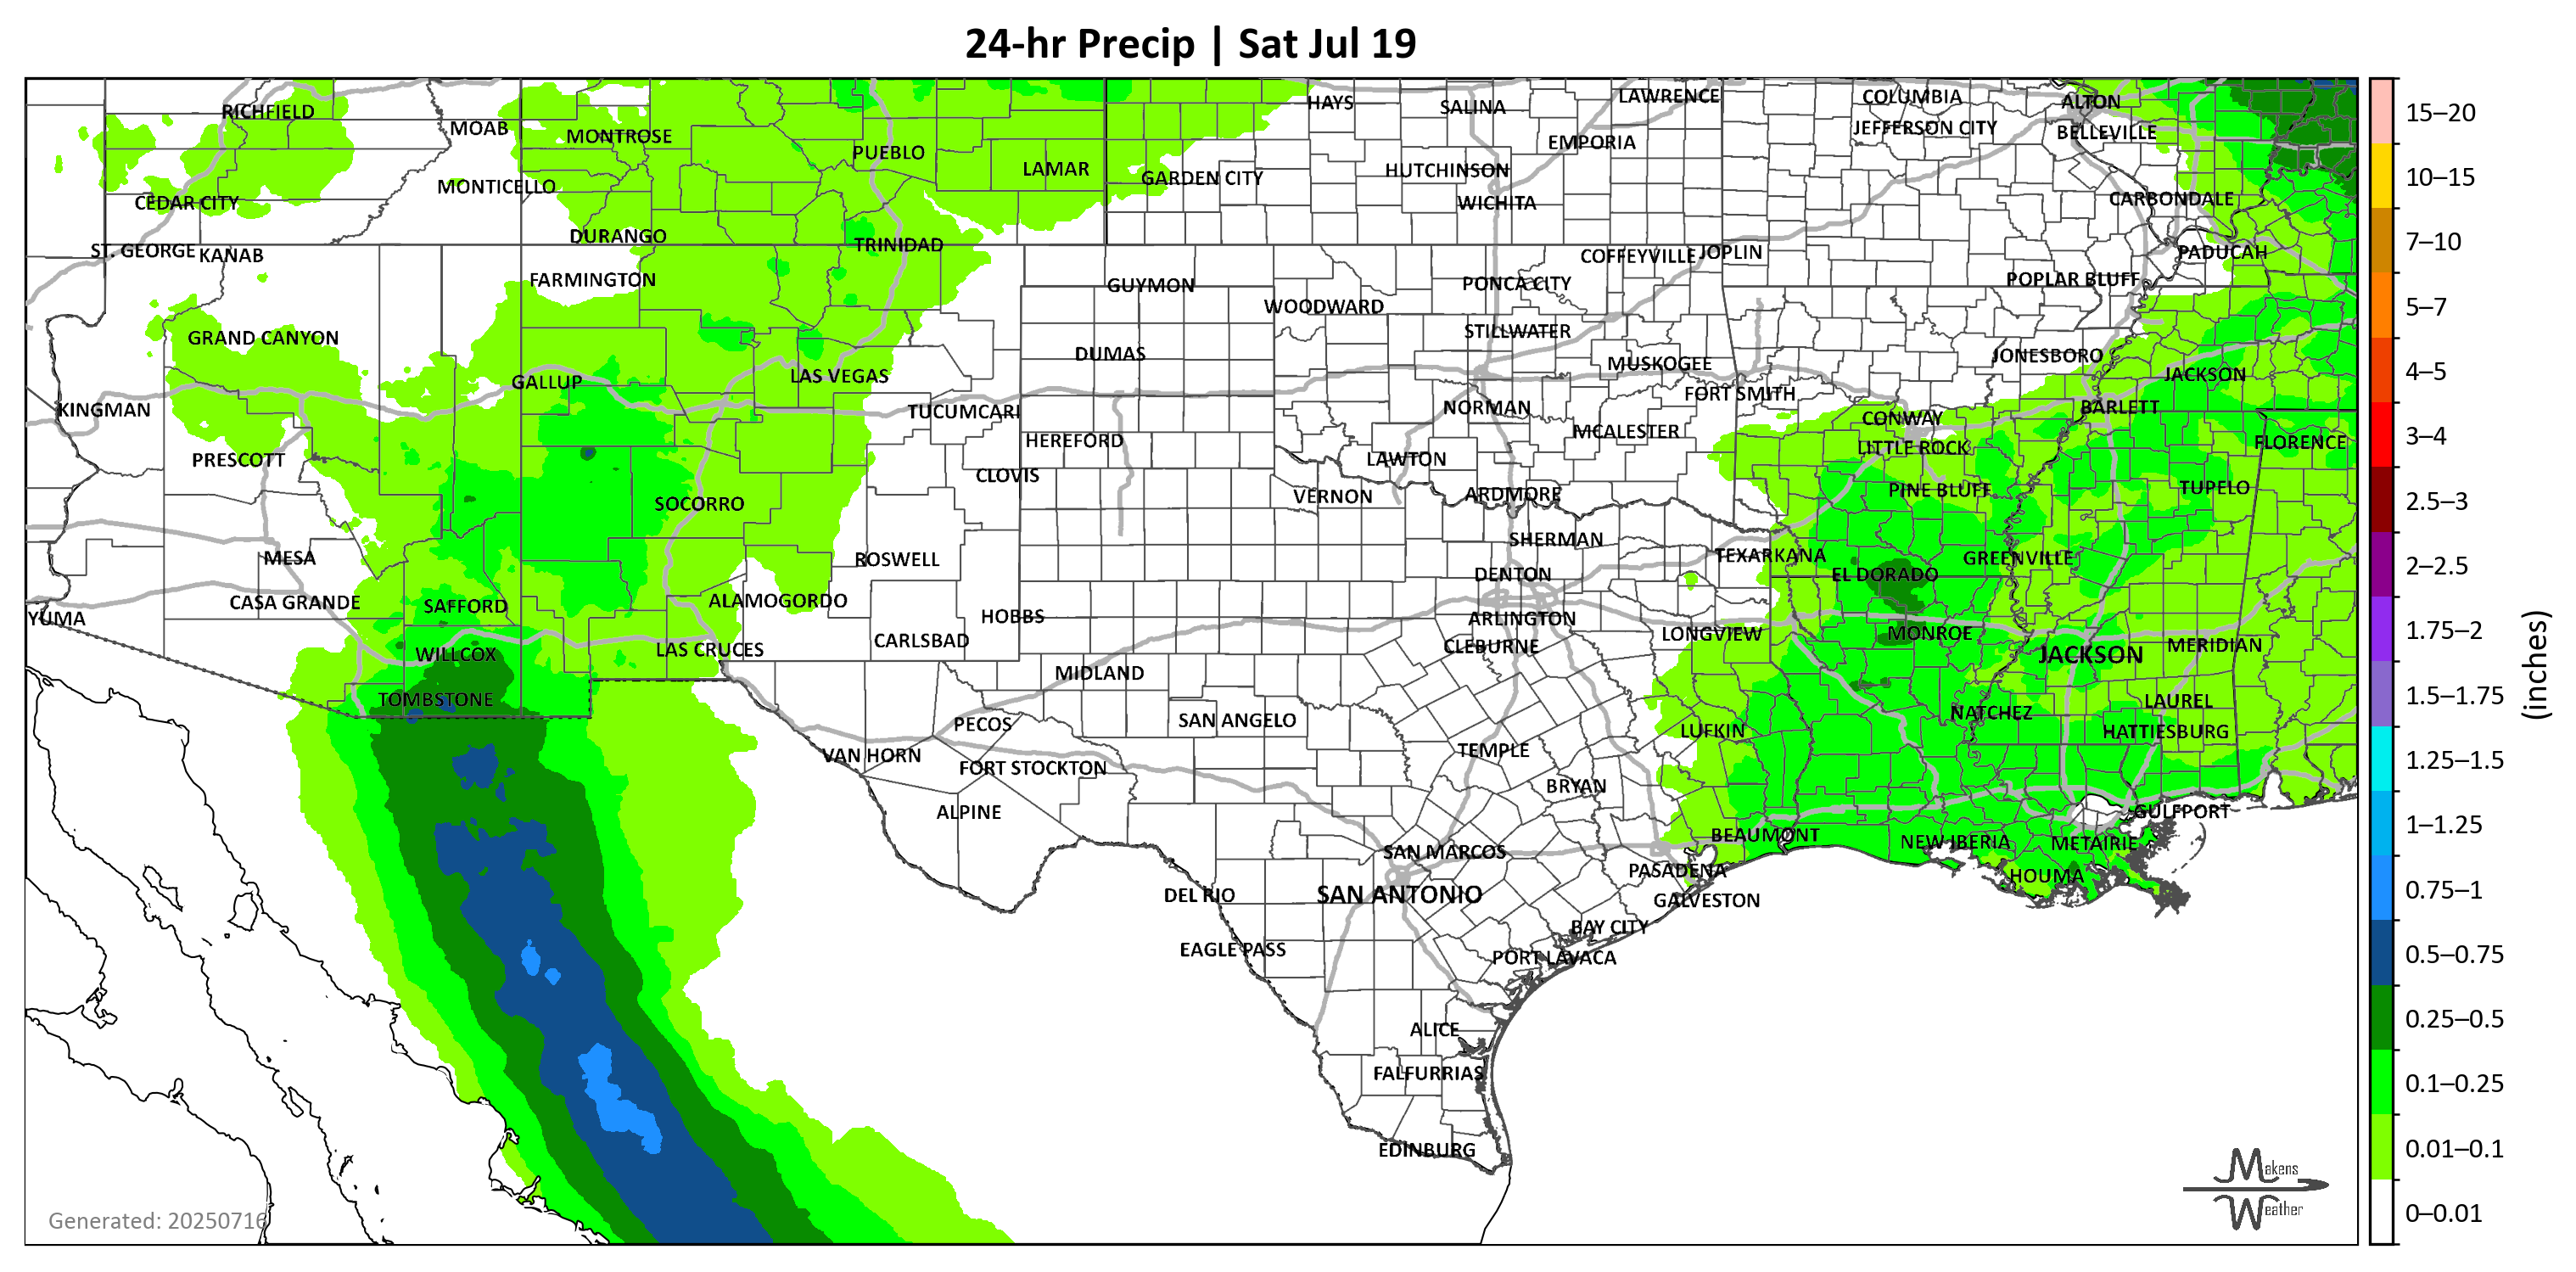 24-hr Precip | Sat Jul 19
RICHFIELD
MOAB
MONTROSE
PUEBLO
LAMAR
GARDEN CITY
HAYS
SALINA
LAWRENCE
EMPORIA
HUTCHINSON
WICHITA
COLUMBIA
JEFFERSON CITY
ALTON
BELLEVILLE
CARBONDALE
CEDAR CITY
MONTICELLO
ST. GEORGE
KANAB
DURANGO
TRINIDAD
FARMINGTON
GUYMON
WOODWARD
PONCA CITY
COFFEYVILLE
JOPLIN
POPLAR BLUFF
PADUCAH
GRAND CANYON
DUMAS
STILLWATER
MUSKOGEE
JONESBORO
JACKSON
KINGMAN
GALLUP
LAS VEGAS
TUCUMCARI
NORMAN
FORT SMITH
CONWAY
BARLETT
PRESCOTT
HEREFORD
CLOVIS
LAWTON
MCALESTER
LITTLE ROCK
FLORENCE
SOCORRO
VERNON
ARDMORE
PINE BLUFF
TUPELO
MESA
ROSWELL
SHERMAN
TEXARKANA
GREENVILLE
DENTON
EL DORADO
YUMA
CASA GRANDE
SAFFORD
ALAMOGORDO
HOBBS
ARLINGTON
CARLSBAD
CLEBURNE
LONGVIEW
MONROE
JACKSON
MERIDIAN
WILLCOX
LAS CRUCES
MIDLAND
TOMBSTONE
PECOS
SAN ANGELO
LUFKIN
NATCHEZ
LAUREL
HATTIESBURG
VAN HORN
FORT STOCKTON
TEMPLE
BRYAN
ALPINE
BEAUMONT
NEW IBERIA
METAIRIE
GULFPORT
SAN MARCOS
PASADENA
HOUMA
DEL RIO
SAN ANTONIO
GALVESTON
BAY CITY
EAGLE PASS
PORT LAVACA
ALICE
FALFURRIAS
EDINBURG
Generated: 20250716
Makens
Weather
15–20
10–15
7–10
5–7
4–5
3–4
2.5–3
2–2.5
1.75–2
1.5–1.75
1.25–1.5
1–1.25
0.75–1
0.5–0.75
0.25–0.5
0.1–0.25
0.01–0.1
0–0.01
(inches)